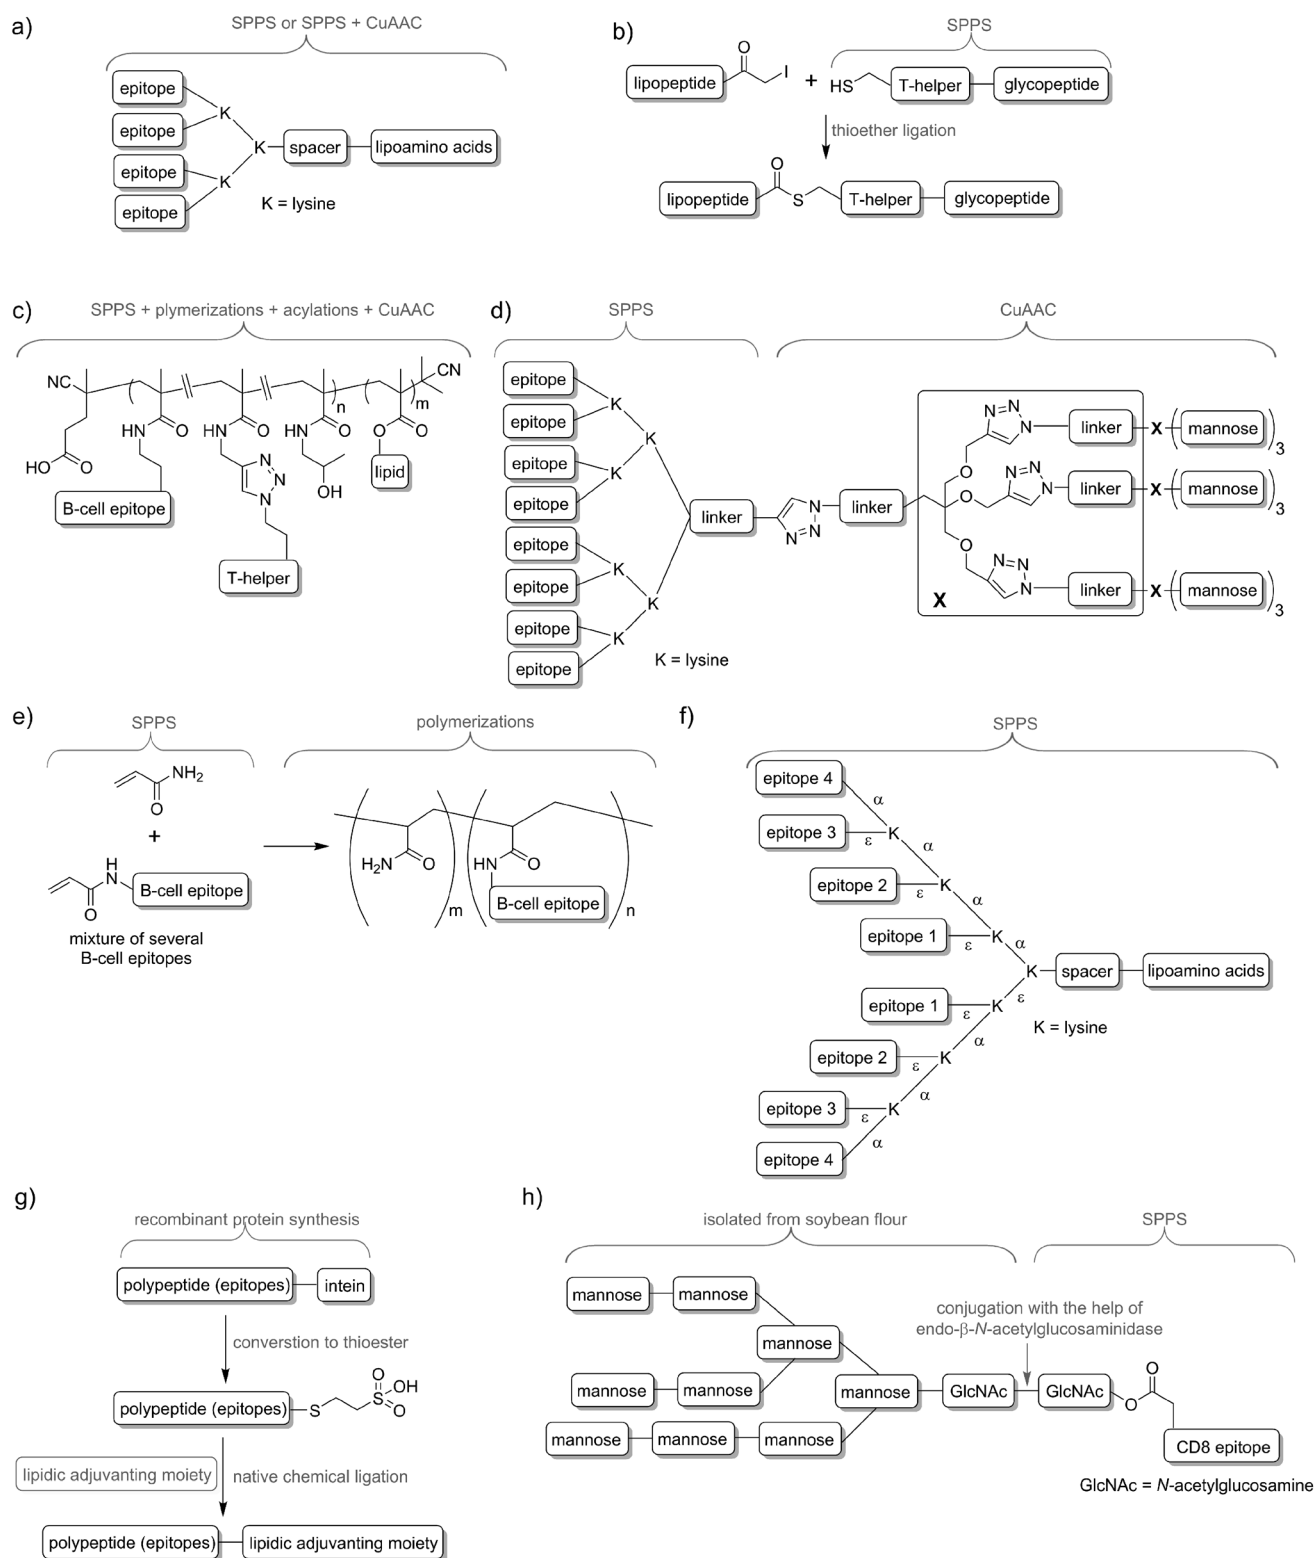 a)
SPPS or SPPS + CuAAC
epitope
epitope
epitope
epitope
K
K
K
spacer
lipoamino acids
K = lysine
b)
SPPS
lipopeptide
O
I
+
HS
T-helper
glycopeptide
thioether ligation
lipopeptide
O
S
T-helper
glycopeptide
c)
SPPS + plymerizations + acylations + CuAAC
NC
CN
n
m
HN
O
HN
O
HN
O
O
O
HO
O
N
N
N
OH
lipid
B-cell epitope
T-helper
d)
SPPS
CuAAC
epitope
epitope
epitope
epitope
epitope
epitope
epitope
epitope
K
K
K
K
K
K
K = lysine
linker
N=N
N
linker
O
O
O
N=N
N
N=N
N
N=N
N
linker
X
mannose
3
linker
X
mannose
3
linker
X
mannose
3
X
e)
SPPS
polymerizations
NH2
O
+
H
N
O
B-cell epitope
mixture of several
B-cell epitopes
H2N
O
m
HN
O
B-cell epitope
n
f)
SPPS
epitope 4
α
epitope 3
ε
K
α
epitope 2
ε
K
α
epitope 1
ε
K
α
K
spacer
lipoamino acids
ε
epitope 1
ε
K
K = lysine
α
epitope 2
ε
K
α
epitope 3
ε
K
α
epitope 4
g)
recombinant protein synthesis
polypeptide (epitopes)
intein
converstion to thioester
polypeptide (epitopes)
S
O
S
OH
O
lipidic adjuvanting moiety
native chemical ligation
polypeptide (epitopes)
lipidic adjuvanting moiety
h)
isolated from soybean flour
SPPS
mannose
mannose
mannose
conjugation with the help of
endo-β-N-acetylglucosaminidase
mannose
mannose
mannose
GlcNAc
GlcNAc
O
O
mannose
mannose
mannose
CD8 epitope
GlcNAc = N-acetylglucosamine